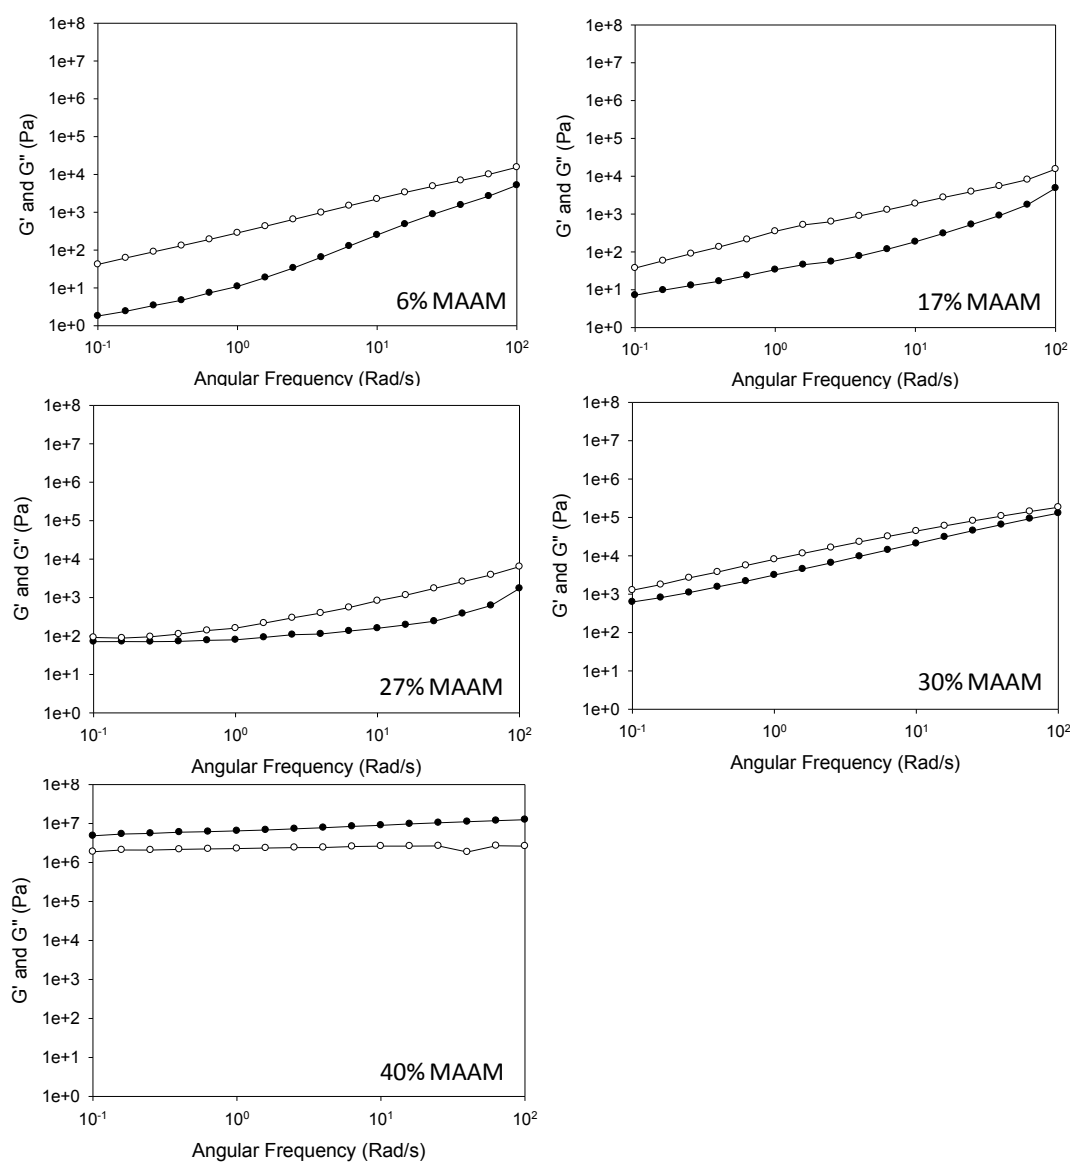 1e+8
1e+7
1e+6
1e+5
1e+4
1e+3
1e+2
1e+1
1e+0
G' and G" (Pa)
6% MAAM
10⁻¹ 10⁰ 10¹ 10²
Angular Frequency (Rad/s)
1e+8
1e+7
1e+6
1e+5
1e+4
1e+3
1e+2
1e+1
1e+0
G' and G" (Pa)
17% MAAM
10⁻¹ 10⁰ 10¹ 10²
Angular Frequency (Rad/s)
1e+8
1e+7
1e+6
1e+5
1e+4
1e+3
1e+2
1e+1
1e+0
G' and G" (Pa)
27% MAAM
10⁻¹ 10⁰ 10¹ 10²
Angular Frequency (Rad/s)
1e+8
1e+7
1e+6
1e+5
1e+4
1e+3
1e+2
1e+1
1e+0
G' and G" (Pa)
30% MAAM
10⁻¹ 10⁰ 10¹ 10²
Angular Frequency (Rad/s)
1e+8
1e+7
1e+6
1e+5
1e+4
1e+3
1e+2
1e+1
1e+0
G' and G" (Pa)
40% MAAM
10⁻¹ 10⁰ 10¹ 10²
Angular Frequency (Rad/s)